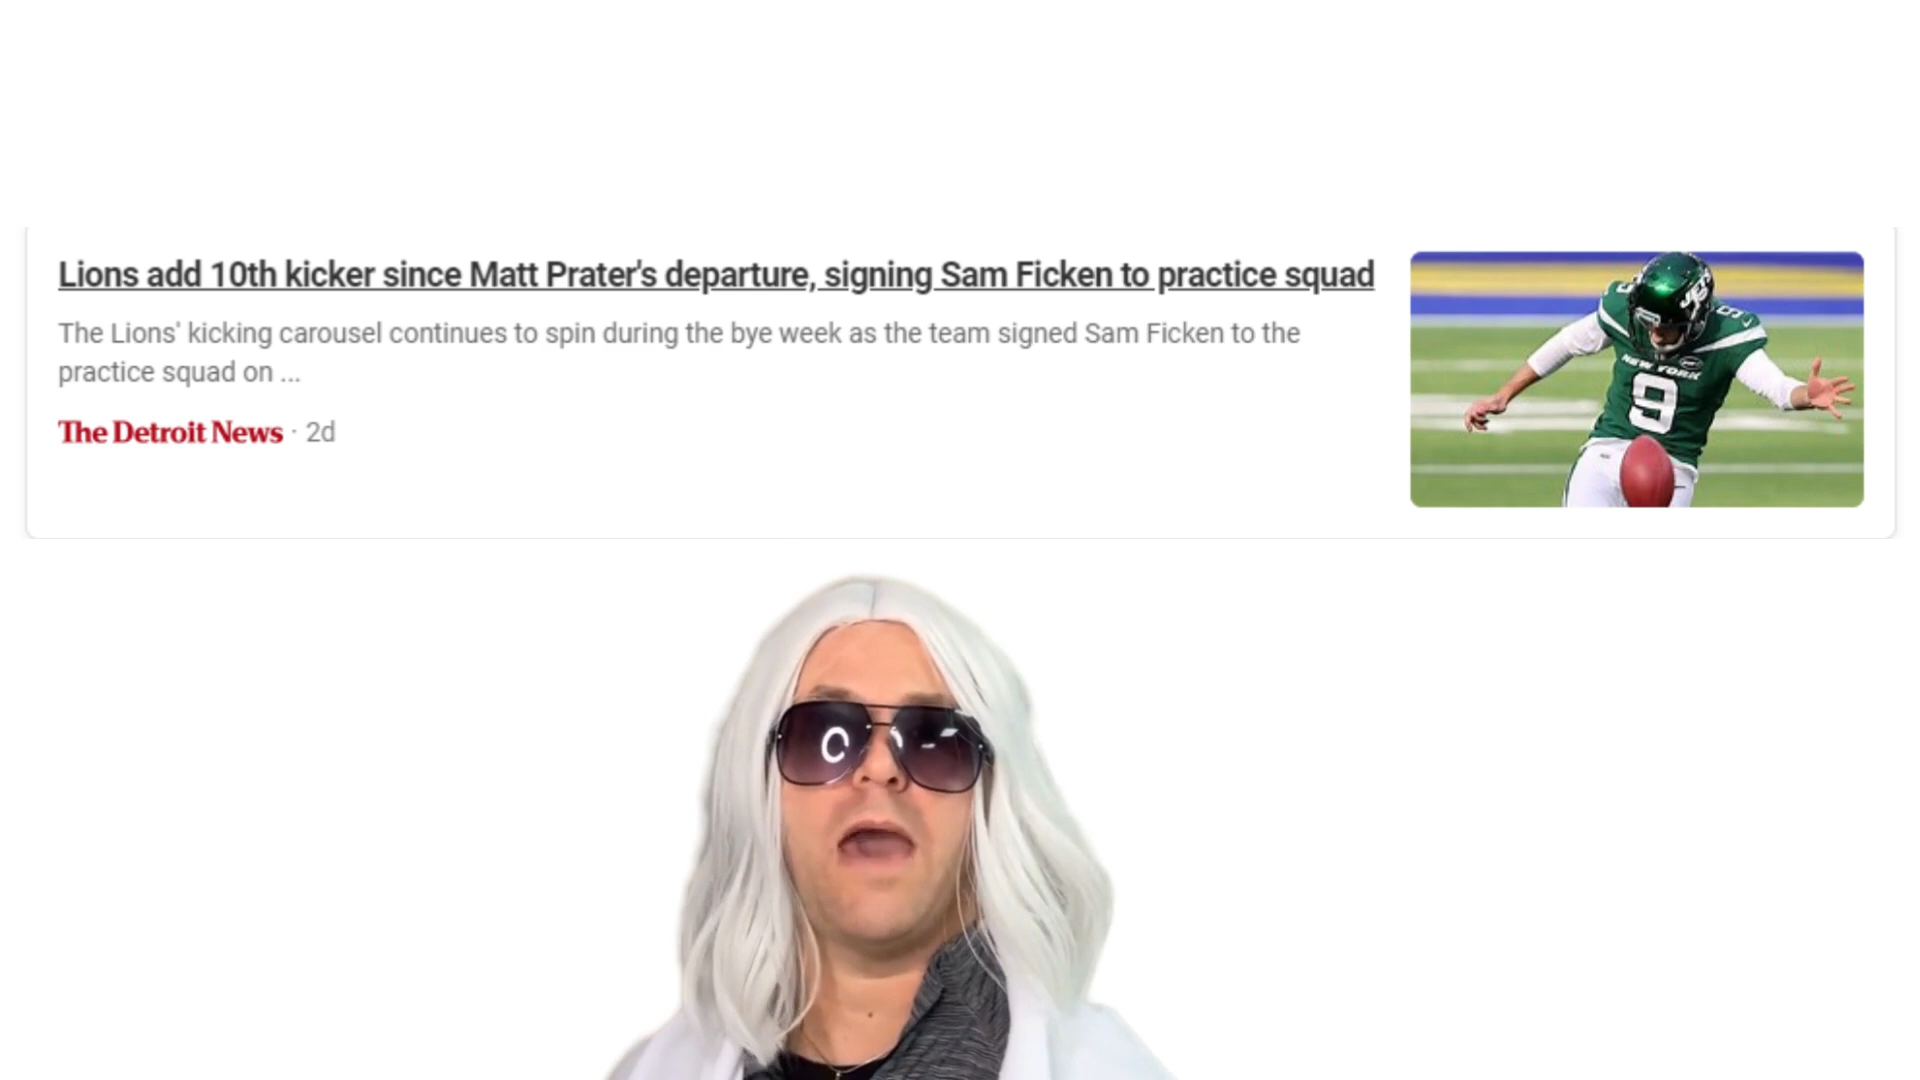 Lions add 10th kicker since Matt Prater's departure, signing Sam Ficken to practice squad
The Lions' kicking carousel continues to spin during the bye week as the team signed Sam Ficken to the
practice squad on ...
The Detroit News · 2d
JETS
NEW YORK
9